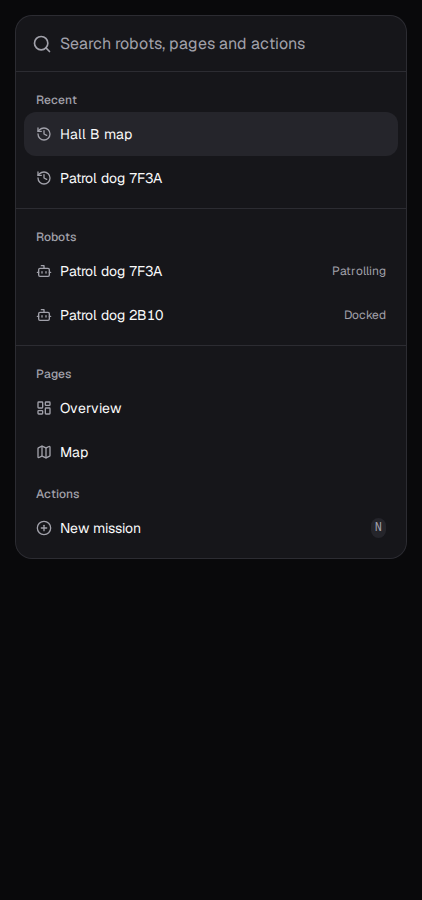 Search robots, pages and actions
Recent
Hall B map
Patrol dog 7F3A
Robots
Patrol dog 7F3A Patrolling
Patrol dog 2B10 Docked
Pages
Overview
Map
Actions
New mission N